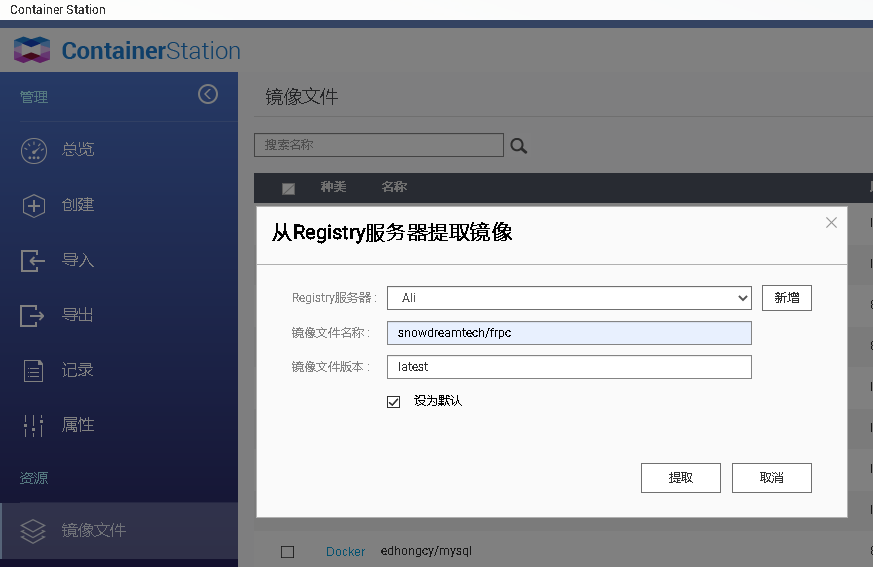 Container Station
ContainerStation
管理
总览
创建
导入
导出
记录
属性
资源
镜像文件
镜像文件
搜索名称
种类 名称
从Registry服务器提取镜像
Registry服务器: Ali 新增
镜像文件名称: snowdreamtech/frpc
镜像文件版本: latest
设为默认
提取 取消
Docker edhongcy/mysql